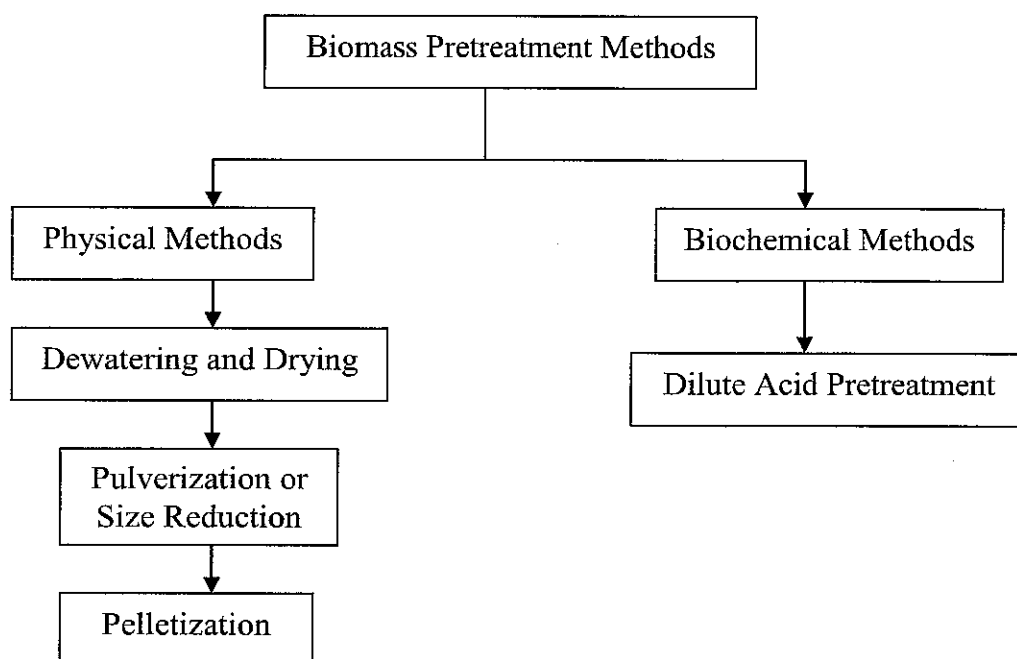 Biomass Pretreatment Methods
Physical Methods
Biochemical Methods
Dewatering and Drying
Dilute Acid Pretreatment
Pulverization or
Size Reduction
Pelletization